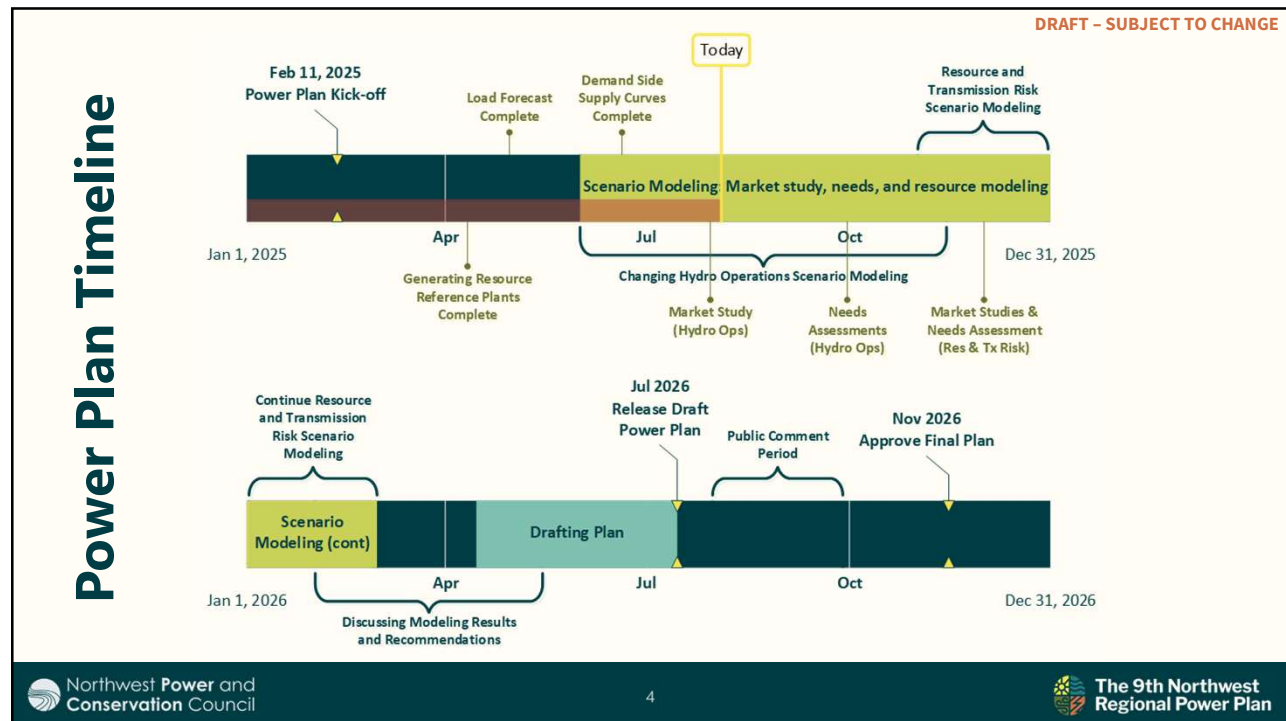 DRAFT – SUBJECT TO CHANGE
Power Plan Timeline
Today
Feb 11, 2025
Power Plan Kick-off
Load Forecast
Complete
Demand Side
Supply Curves
Complete
Resource and
Transmission Risk
Scenario Modeling
Scenario Modeling: Market study, needs, and resource modeling
Apr
Jul
Oct
Jan 1, 2025
Dec 31, 2025
Changing Hydro Operations Scenario Modeling
Generating Resource
Reference Plants
Complete
Market Study
(Hydro Ops)
Needs
Assessments
(Hydro Ops)
Market Studies &
Needs Assessment
(Res & Tx Risk)
Continue Resource
and Transmission
Risk Scenario
Modeling
Jul 2026
Release Draft
Power Plan
Public Comment
Period
Nov 2026
Approve Final Plan
Scenario
Modeling (cont)
Drafting Plan
Apr
Jul
Oct
Jan 1, 2026
Dec 31, 2026
Discussing Modeling Results
and Recommendations
Northwest Power and
Conservation Council
4
The 9th Northwest
Regional Power Plan